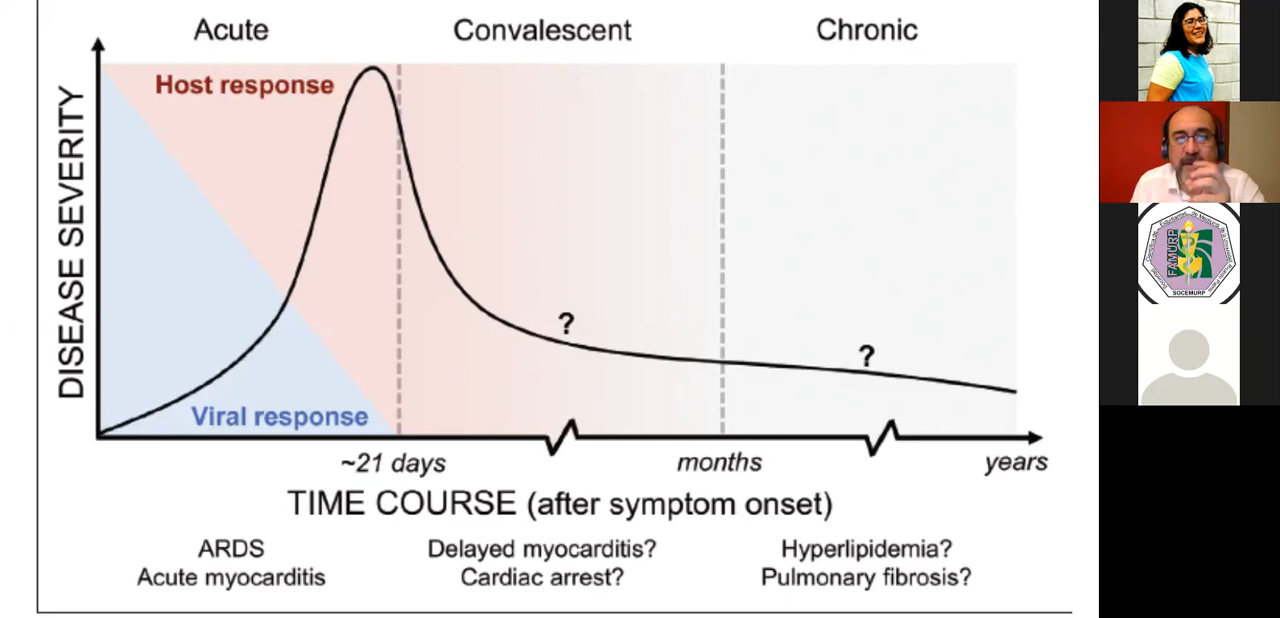 Acute
Convalescent
Chronic
DISEASE SEVERITY
Host response
Viral response
?
?
~21 days
months
years
TIME COURSE (after symptom onset)
ARDS
Acute myocarditis
Delayed myocarditis?
Cardiac arrest?
Hyperlipidemia?
Pulmonary fibrosis?
FAMURP
SOCEMURP